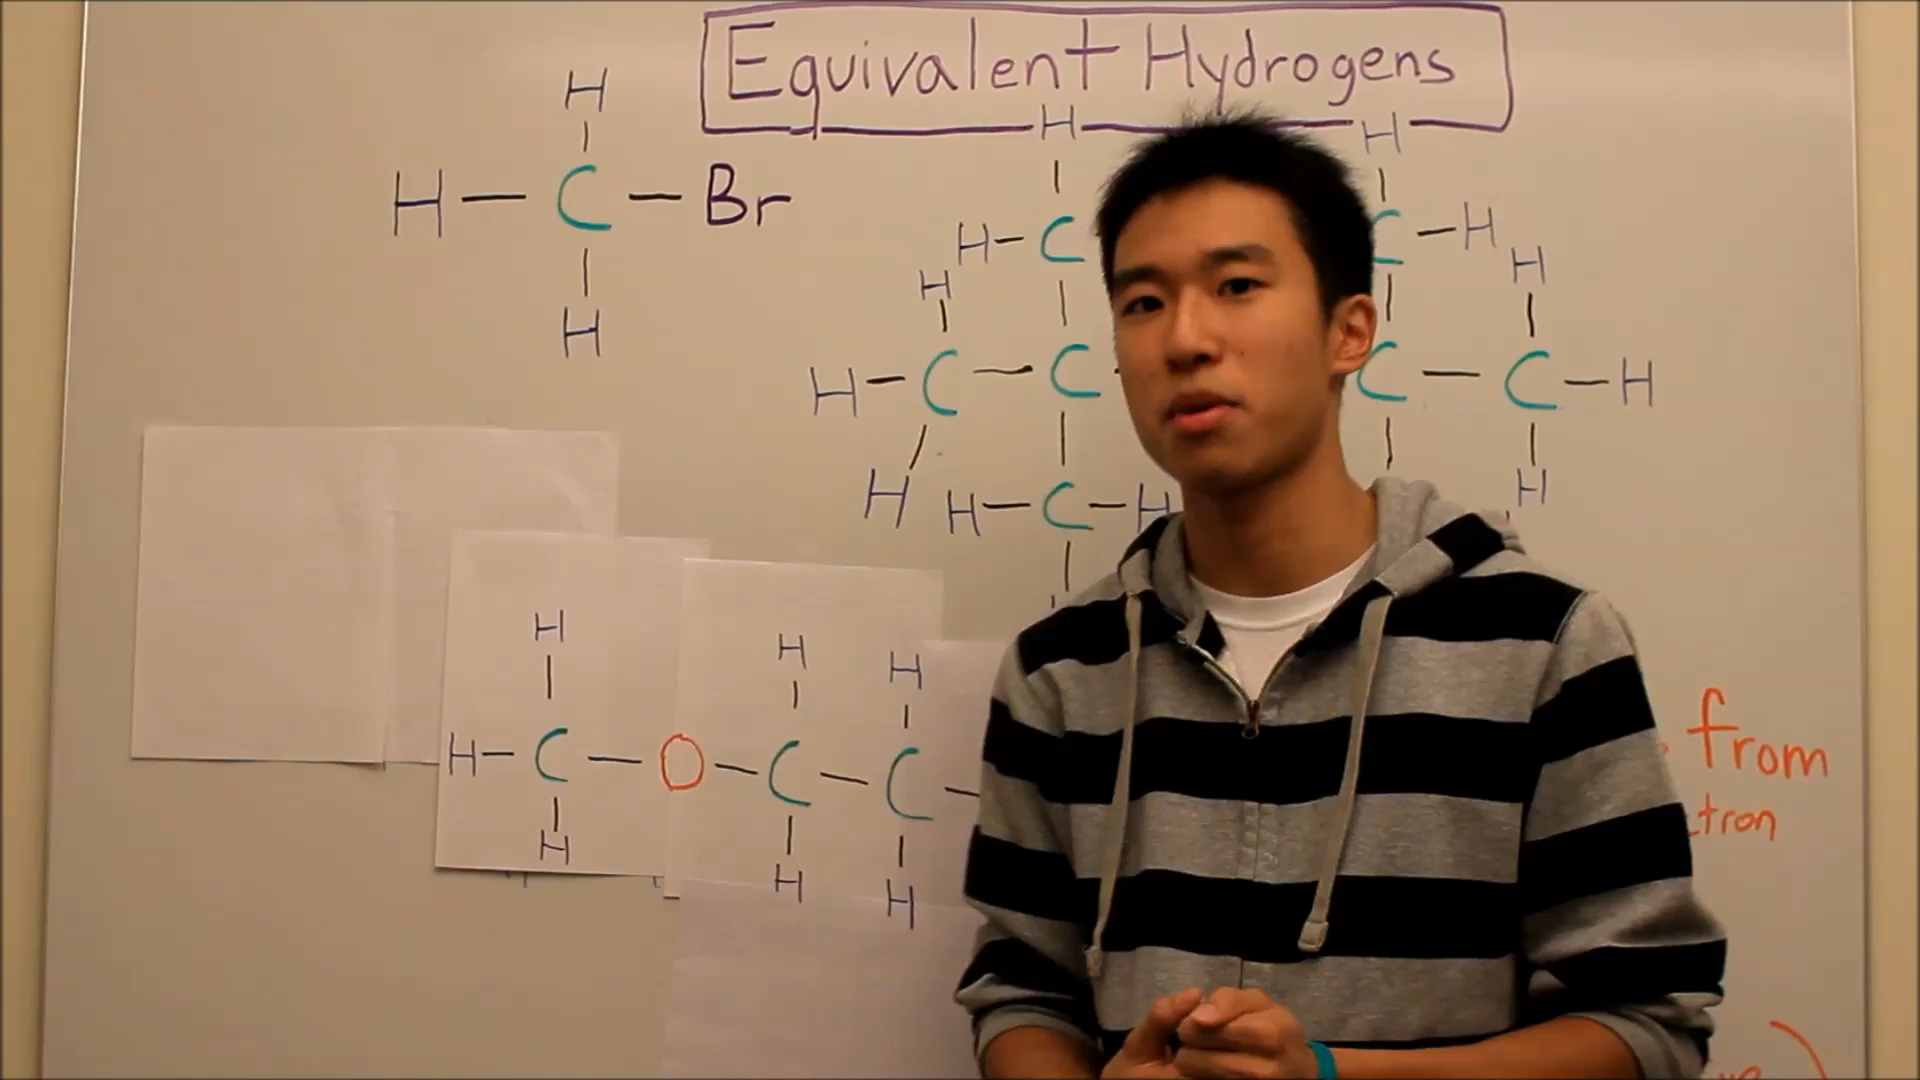 Equivalent Hydrogens
H
H — C — Br
H
H H
H — C C — H
H H
H — C — C C — C — H
H H — C — H H
H H H
H — C — O — C — C —
H H H
from
tron